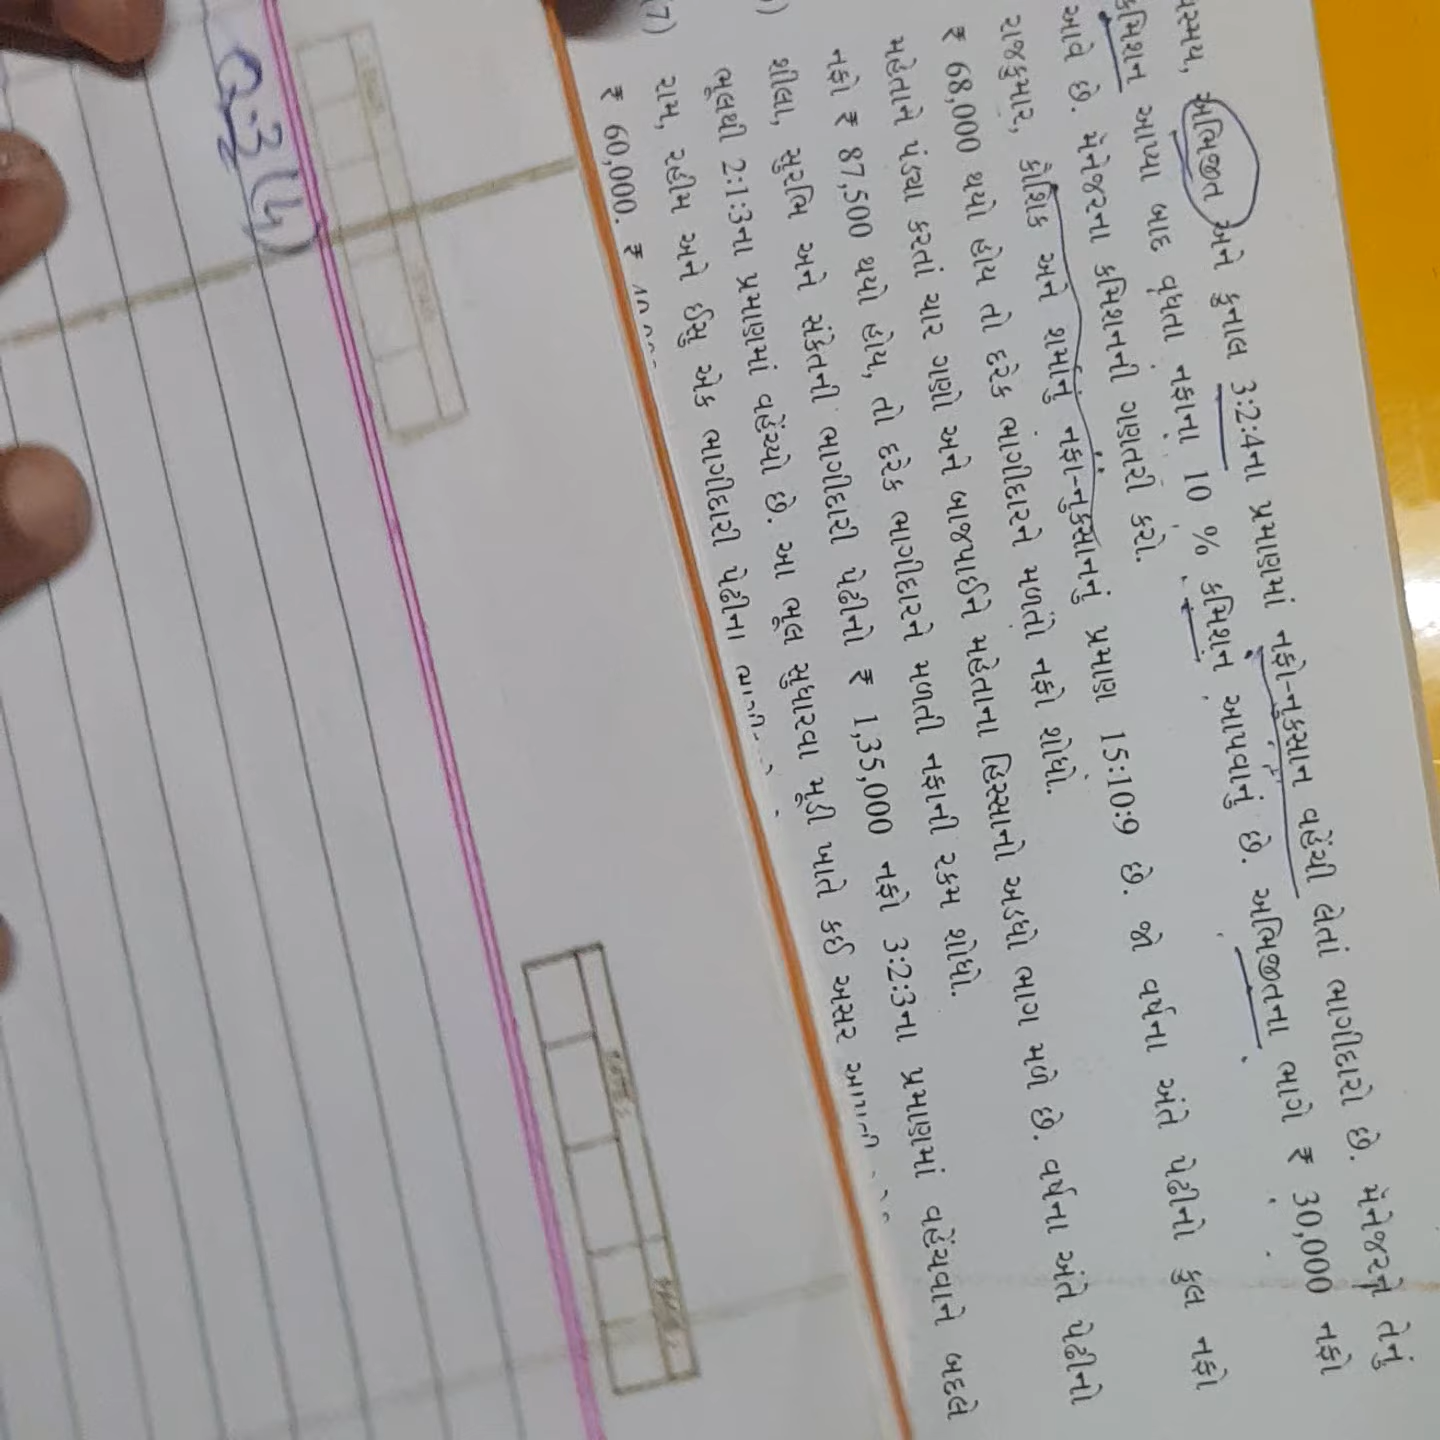 અભિજીત અને કુનાલ 3:2:4ના પ્રમાણમાં નફો-નુકસાન વહેંચી લેતાં ભાગીદારો છે. મૅનેજરને તેનું
કમિશન આપ્યા બાદ વધતા નફાના 10 % કમિશન આપવાનું છે. અભિજીતના ભાગે ₹ 30,000 નફો
આવે છે. મૅનેજરના કમિશનની ગણતરી કરો.
રાજકુમાર, કૌશિક અને શર્માનું નફા-નુકસાનનું પ્રમાણ 15:10:9 છે. જો વર્ષના અંતે પેઢીનો કુલ નફો
₹ 68,000 થયો હોય તો દરેક ભાગીદારને મળતો નફો શોધો.
મહેતાને પંડ્યા કરતાં ચાર ગણો અને બાજપાઈને મહેતાના હિસ્સાનો અડધો ભાગ મળે છે. વર્ષના અંતે પેઢીનો
નફો ₹ 87,500 થયો હોય, તો દરેક ભાગીદારને મળતી નફાની રકમ શોધો.
શીલા, સુરભિ અને સંકેતની ભાગીદારી પેઢીનો ₹ 1,35,000 નફો 3:2:3ના પ્રમાણમાં વહેંચવાને બદલે
ભૂલથી 2:1:3ના પ્રમાણમાં વહેંચ્યો છે. આ ભૂલ સુધારવા મૂડી ખાતે કઈ અસર
7) રામ, રહીમ અને ઈસુ એક ભાગીદારી પેઢીના
₹ 60,000. ₹
Q.3(5)